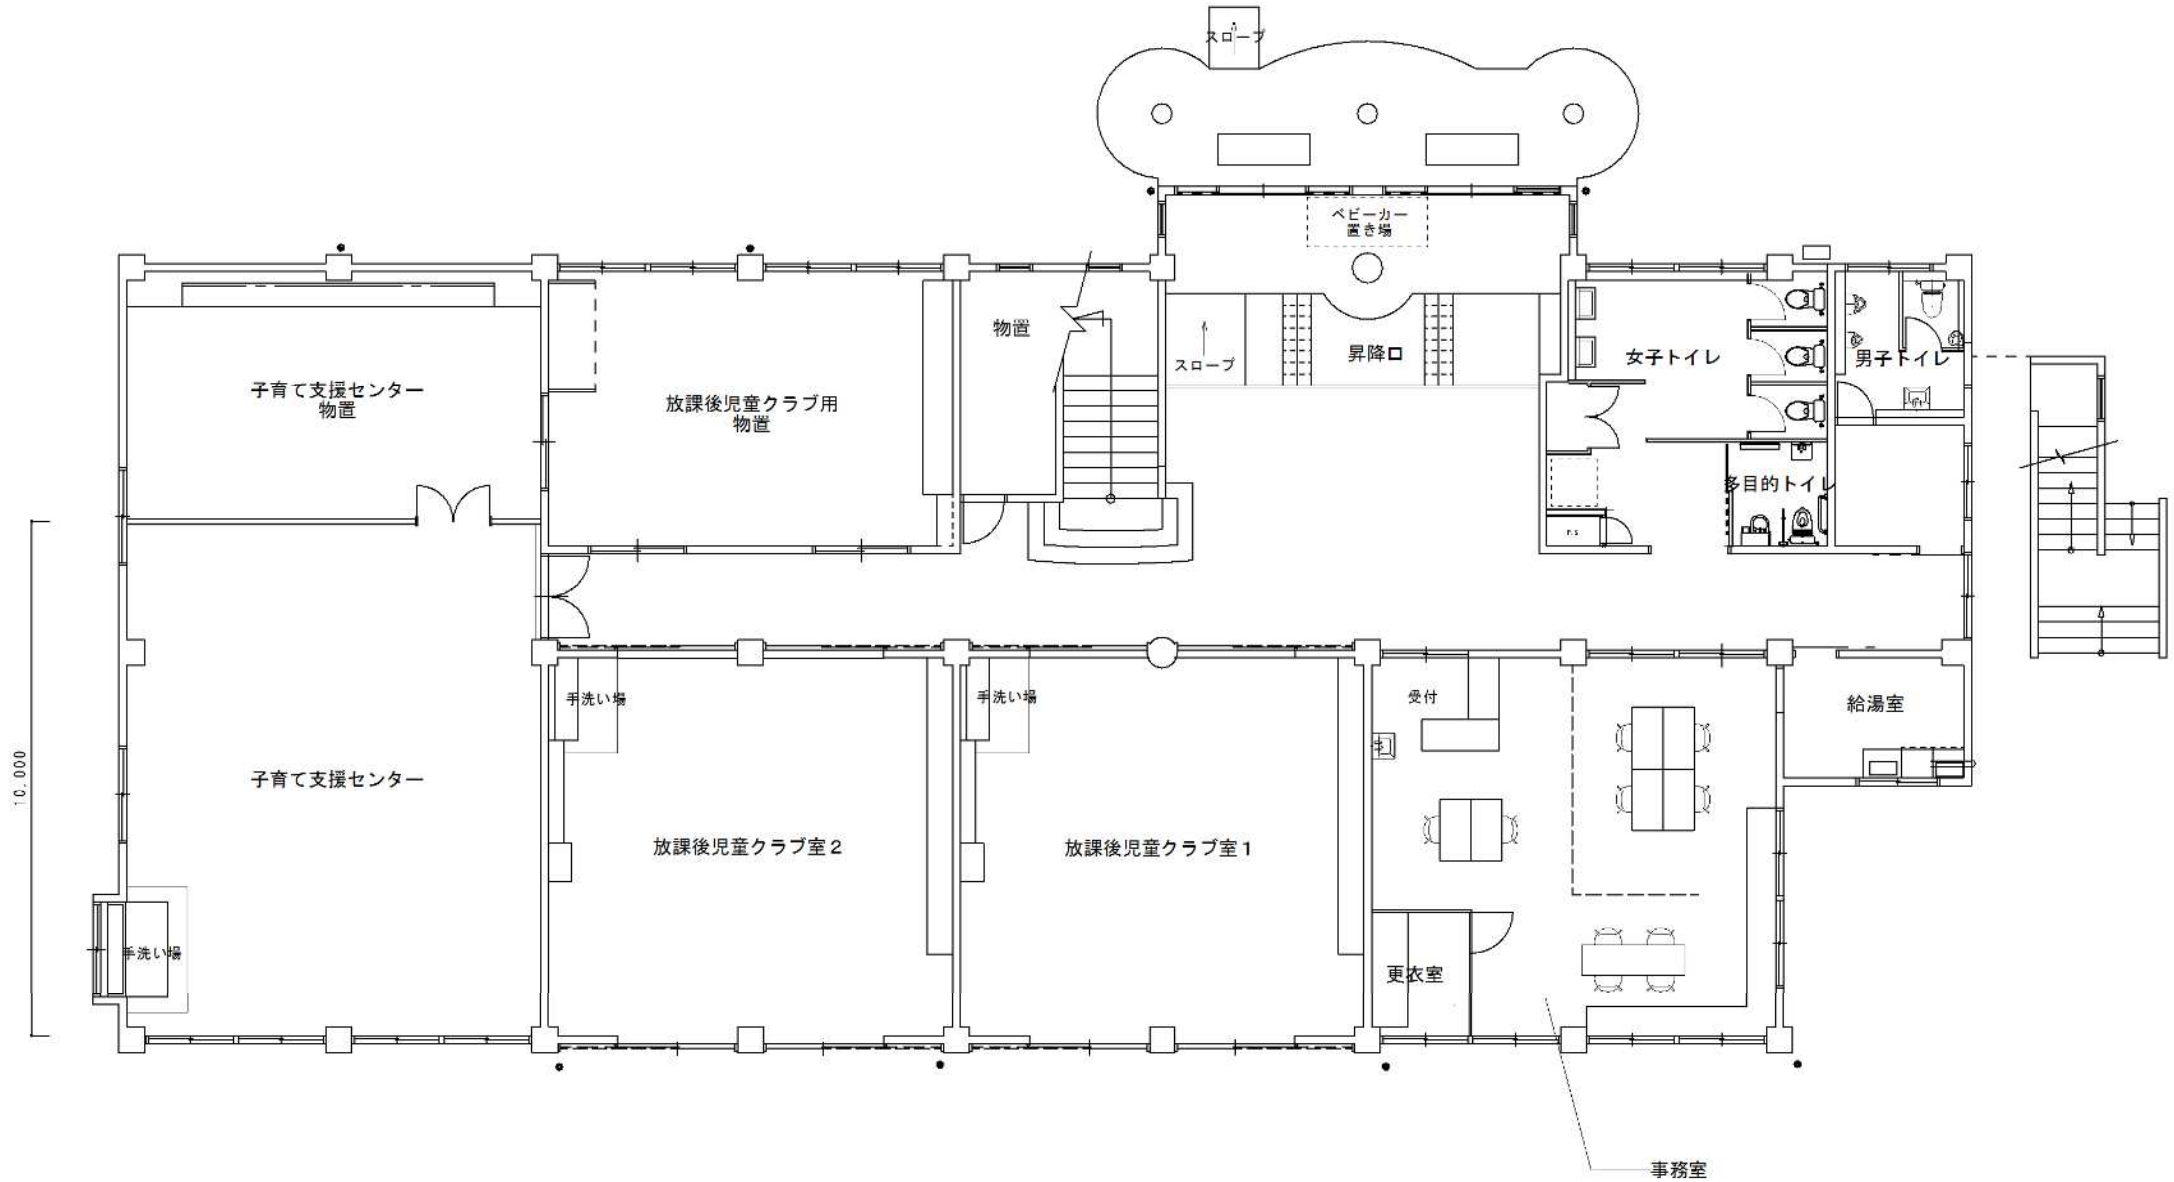 スロープ
ベビーカー
置き場
物置
スロープ
昇降口
女子トイレ
男子トイレ
子育て支援センター
物置
放課後児童クラブ用
物置
多目的トイレ
P.S
手洗い場
手洗い場
受付
給湯室
10.000
子育て支援センター
放課後児童クラブ室2
放課後児童クラブ室1
手洗い場
更衣室
事務室